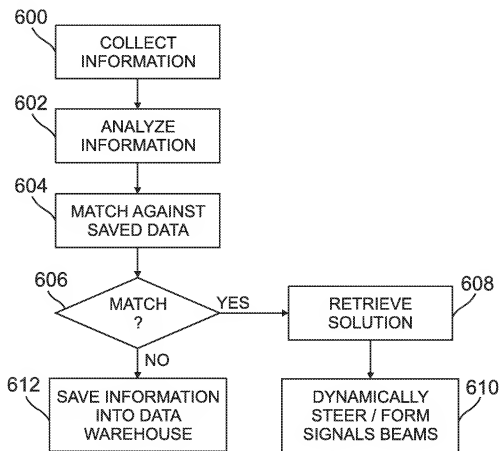 600
COLLECT
INFORMATION
602
ANALYZE
INFORMATION
604
MATCH AGAINST
SAVED DATA
606
MATCH
?
YES
608
RETRIEVE
SOLUTION
NO
612
SAVE INFORMATION
INTO DATA
WAREHOUSE
610
DYNAMICALLY
STEER / FORM
SIGNALS BEAMS